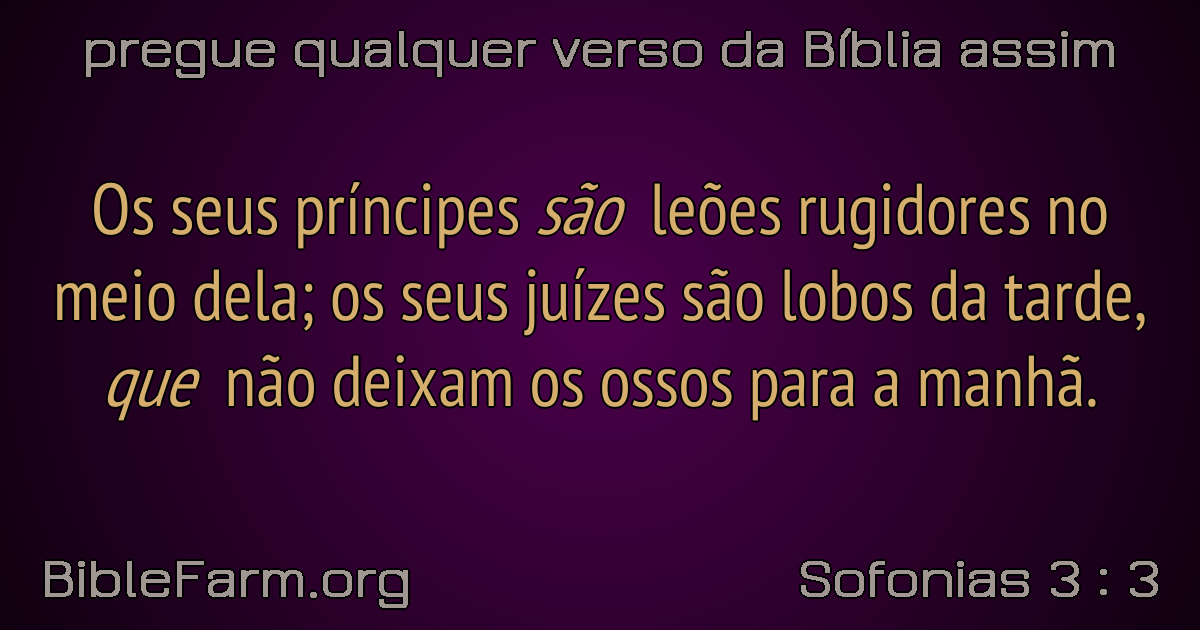 pregue qualquer verso da Bíblia assim
Os seus príncipes são leões rugidores no
meio dela; os seus juízes são lobos da tarde,
que não deixam os ossos para a manhã.
BibleFarm.org
Sofonias 3 : 3